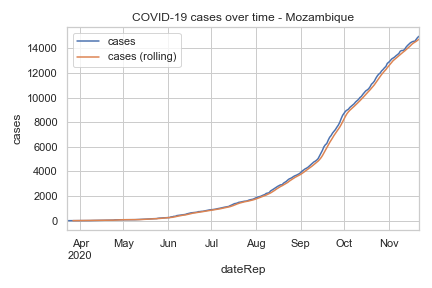 COVID-19 cases over time - Mozambique
cases
cases (rolling)
14000
12000
10000
8000
6000
4000
2000
0
cases
Apr May Jun Jul Aug Sep Oct Nov
2020
dateRep